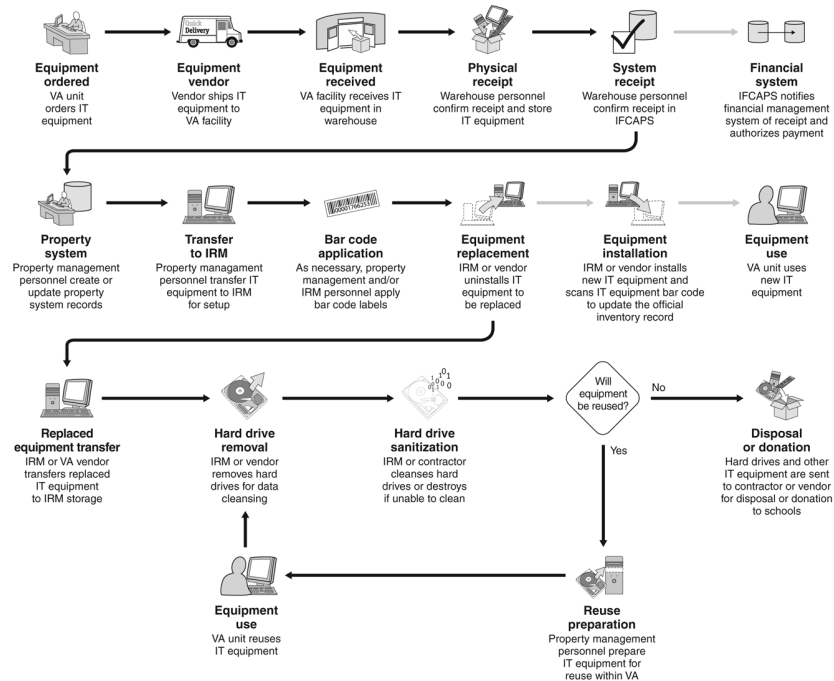 Quick
Delivery
Equipment
ordered
VA unit
orders IT
equipment
Equipment
vendor
Vendor ships IT
equipment to
VA facility
Equipment
received
VA facility receives IT
equipment in
warehouse
Physical
receipt
Warehouse personnel
confirm receipt and store
IT equipment
System
receipt
Warehouse personnel
confirm receipt in
IFCAPS
Financial
system
IFCAPS notifies
financial management
system of receipt and
authorizes payment
Property
system
Property management
personnel create or
update property
system records
Transfer
to IRM
Property management
personnel transfer IT
equipment to IRM
for setup
Bar code
application
As necessary, property
management and/or
IRM personnel apply
bar code labels
Equipment
replacement
IRM or vendor
uninstalls IT
equipment to
be replaced
Equipment
installation
IRM or vendor installs
new IT equipment and
scans IT equipment bar code
to update the official
inventory record
Equipment
use
VA unit uses
new IT
equipment
Replaced
equipment transfer
IRM or VA vendor
transfers replaced
IT equipment
to IRM storage
Hard drive
removal
IRM or vendor
removes hard
drives for data
cleansing
Hard drive
sanitization
IRM or contractor
cleanses hard
drives or destroys
if unable to clean
Will
equipment
be reused?
No
Yes
Disposal
or donation
Hard drives and other
IT equipment are sent
to contractor or vendor
for disposal or donation
to schools
Equipment
use
VA unit reuses
IT equipment
Reuse
preparation
Property management
personnel prepare
IT equipment for
reuse within VA